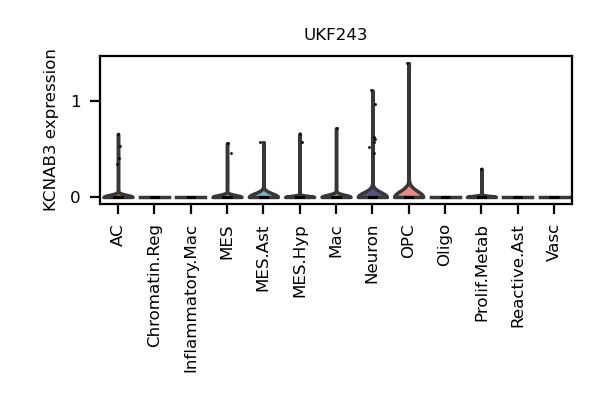 UKF243
KCNAB3 expression
1
0
AC
Chromatin.Reg
Inflammatory.Mac
MES
MES.Ast
MES.Hyp
Mac
Neuron
OPC
Oligo
Prolif.Metab
Reactive.Ast
Vasc